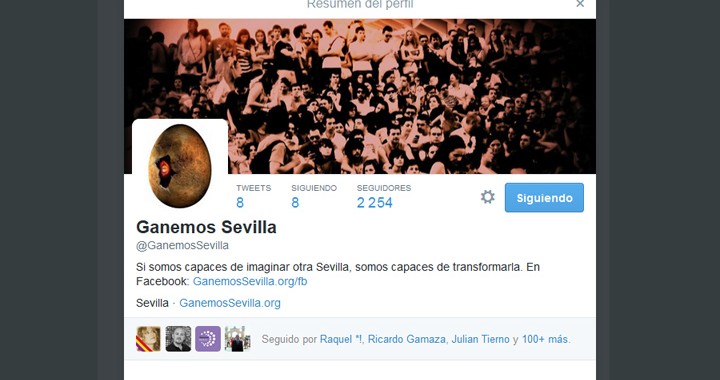 Resumen del perfil
TWEETS SIGUIENDO SEGUIDORES
8 8 2 254
Siguiendo
Ganemos Sevilla
@GanemosSevilla
Si somos capaces de imaginar otra Sevilla, somos capaces de transformarla. En
Facebook: GanemosSevilla.org/fb
Sevilla · GanemosSevilla.org
Seguido por Raquel *!, Ricardo Gamaza, Julian Tierno y 100+ más.